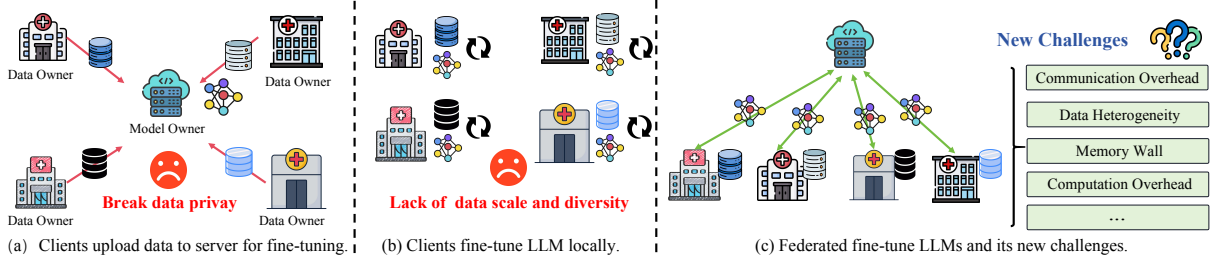 Data Owner
Data Owner
Model Owner
Data Owner
Data Owner
Break data privay
(a) Clients upload data to server for fine-tuning.
Lack of data scale and diversity
(b) Clients fine-tune LLM locally.
New Challenges
Communication Overhead
Data Heterogeneity
Memory Wall
Computation Overhead
...
(c) Federated fine-tune LLMs and its new challenges.